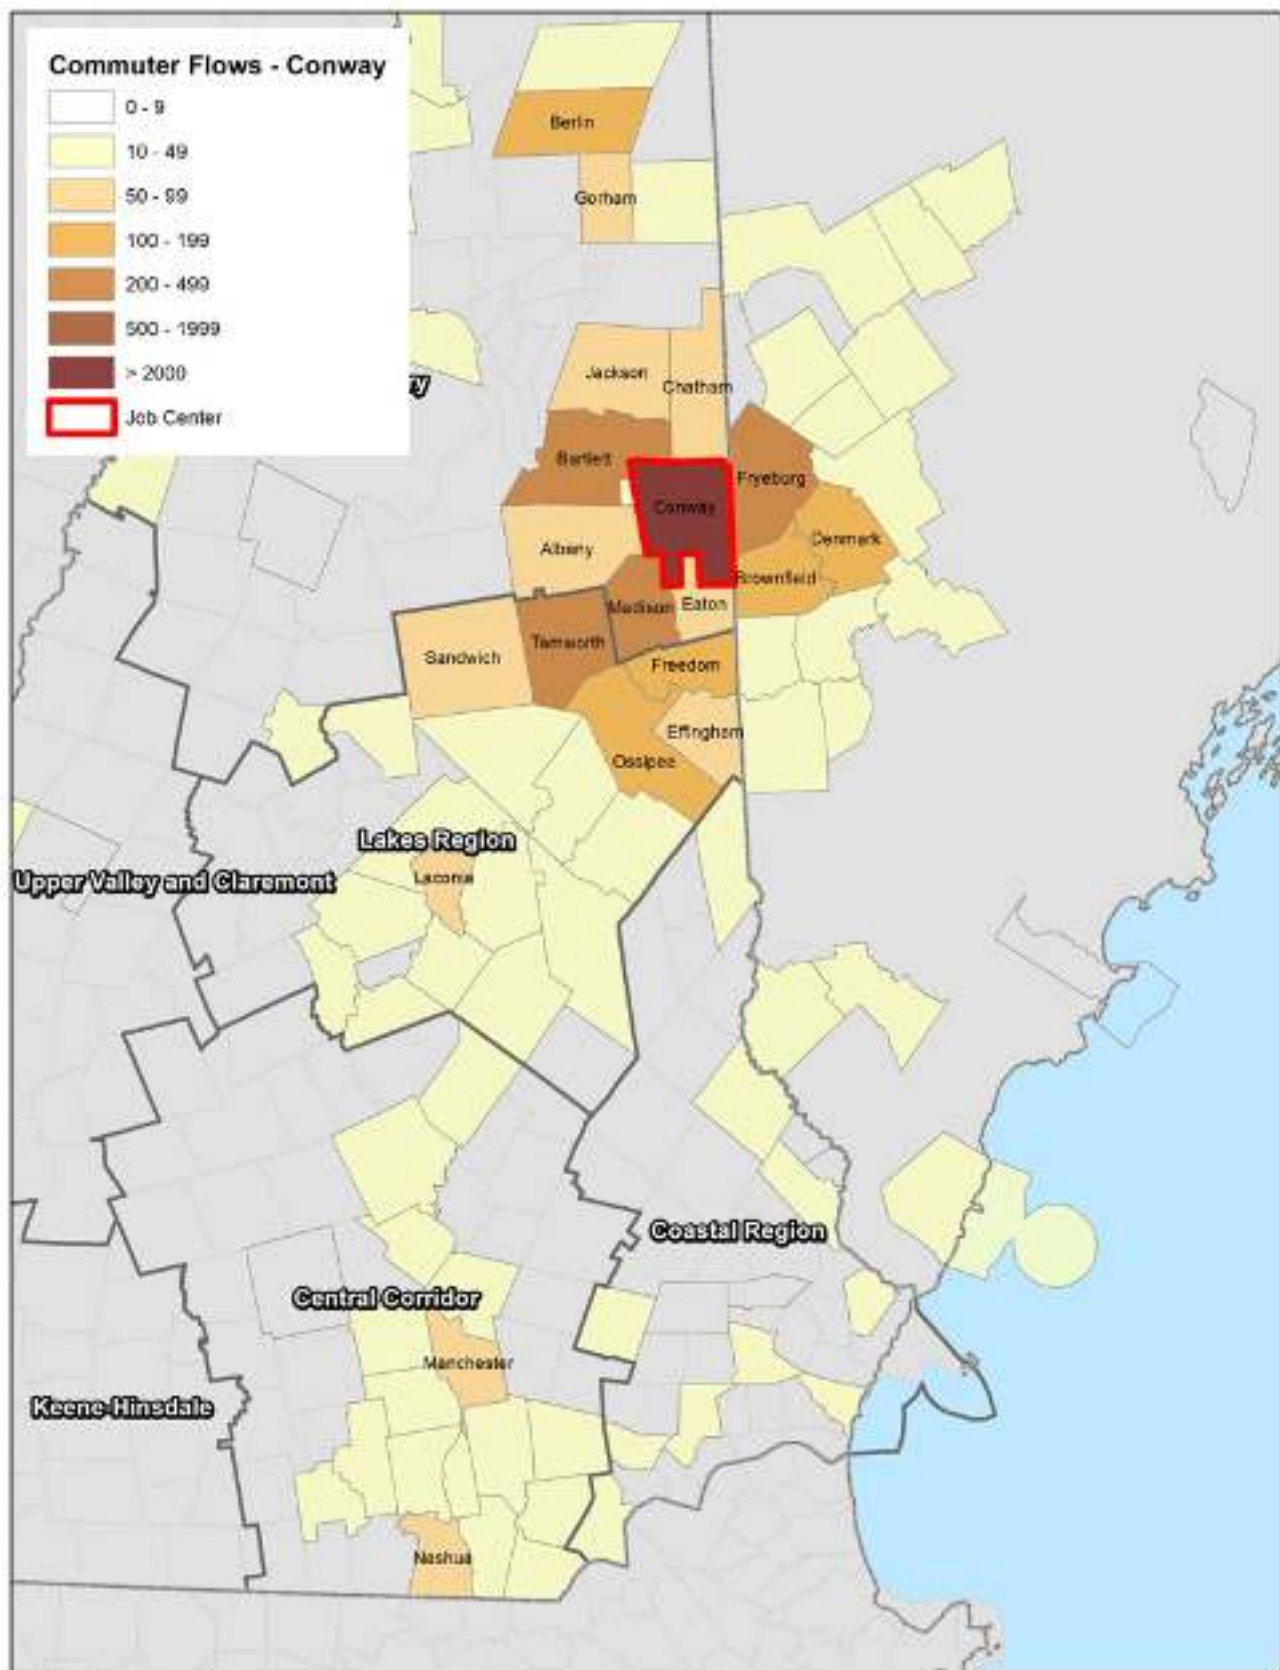 Commuter Flows - Conway
0 - 9
10 - 49
50 - 99
100 - 199
200 - 499
500 - 1999
> 2000
Job Center
ry
Berlin
Gorham
Jackson
Chatham
Bartlett
Fryeburg
Conway
Denmark
Albany
Brownfield
Madison
Eaton
Tamworth
Sandwich
Freedom
Effingham
Ossipee
Lakes Region
Laconia
Upper Valley and Claremont
Coastal Region
Central Corridor
Manchester
Keene-Hinsdale
Nashua